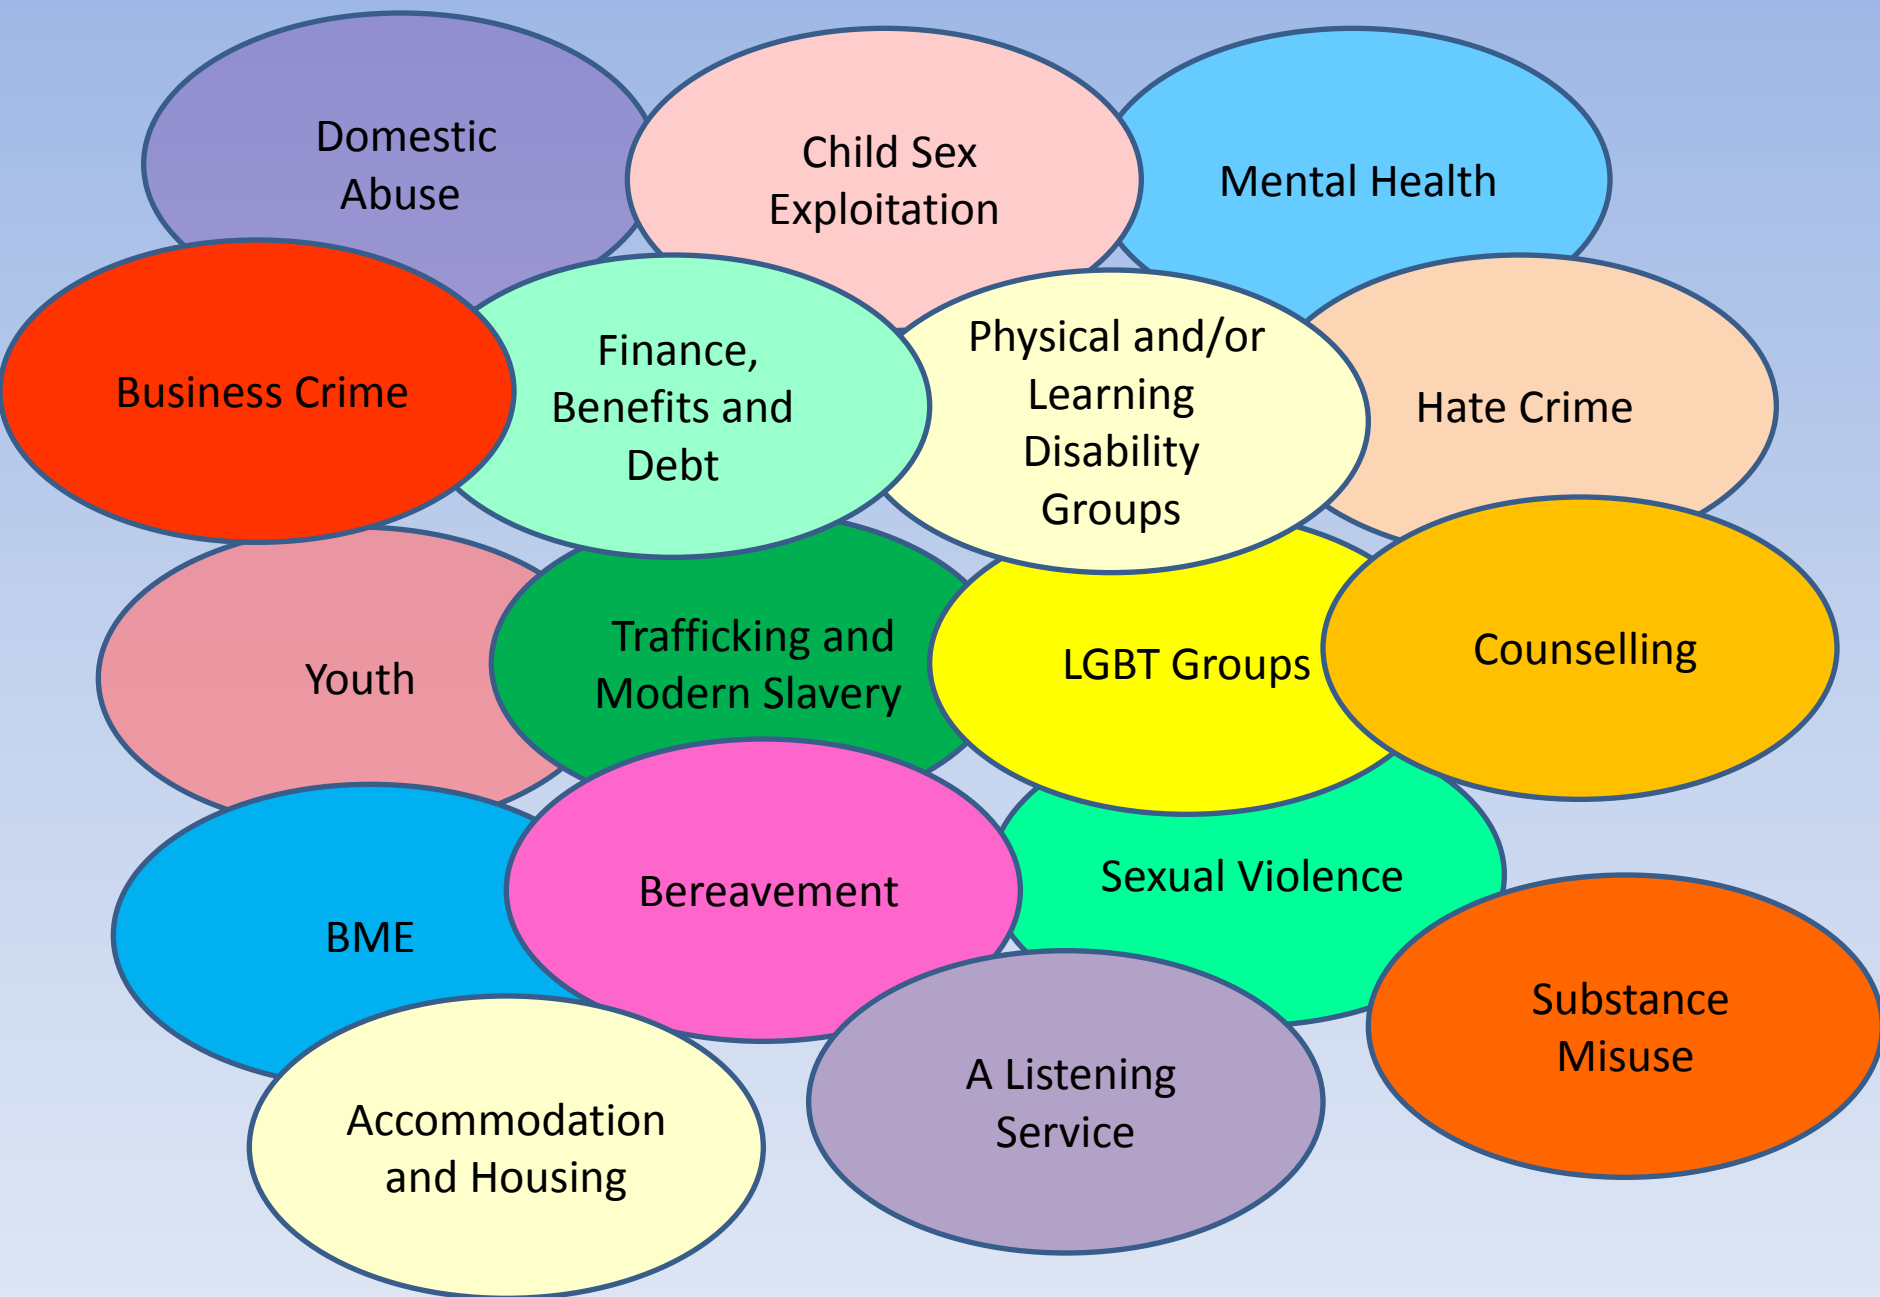 Domestic
Abuse
Child Sex
Exploitation
Mental Health
Business Crime
Finance,
Benefits and
Debt
Physical and/or
Learning
Disability
Groups
Hate Crime
Youth
Trafficking and
Modern Slavery
LGBT Groups
Counselling
BME
Bereavement
Sexual Violence
Substance
Misuse
Accommodation
and Housing
A Listening
Service